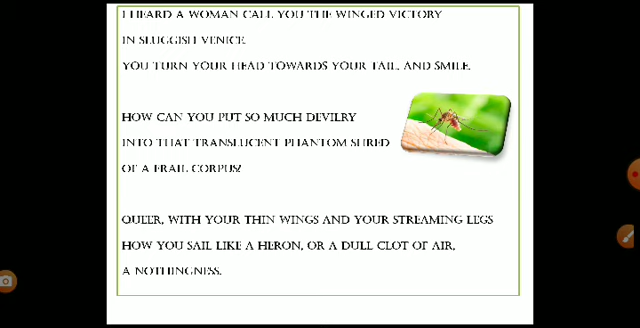 I HEARD A WOMAN CALL YOU THE WINGED VICTORY
IN SLUGGISH VENICE.
YOU TURN YOUR HEAD TOWARDS YOUR TAIL, AND SMILE.
HOW CAN YOU PUT SO MUCH DEVILRY
INTO THAT TRANSLUCENT PHANTOM SHRED
OF A FRAIL CORPUS?
QUEER, WITH YOUR THIN WINGS AND YOUR STREAMING LEGS
HOW YOU SAIL LIKE A HERON, OR A DULL CLOT OF AIR,
A NOTHINGNESS.